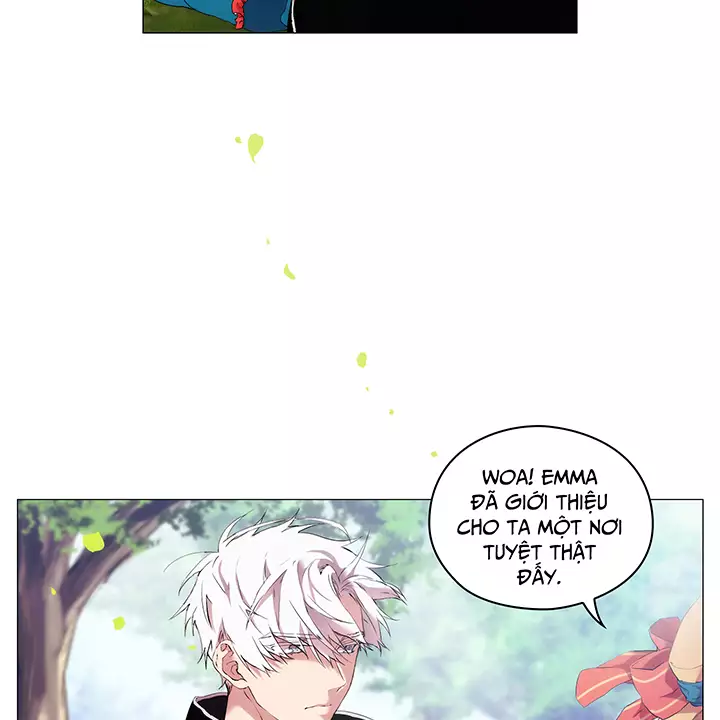 WOA! EMMA
ĐÃ GIỚI THIỆU
CHO TA MỘT NƠI
TUYỆT THẬT
ĐẤY.